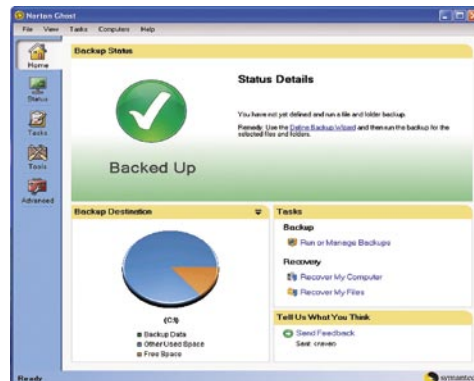 Norton Ghost
File View Tasks Computers Help
Home
Status
Tasks
Tools
Advanced
Backup Status
Backed Up
Status Details
You have not yet defined and run a file and folder backup.
Remedy: Use the Define Backup Wizard and then run the backup for the
selected files and folders.
Backup Destination
(C:\)
Backup Data
Other Used Space
Free Space
Tasks
Backup
Run or Manage Backups
Recovery
Recover My Computer
Recover My Files
Tell Us What You Think
Send Feedback
Ready
symantec